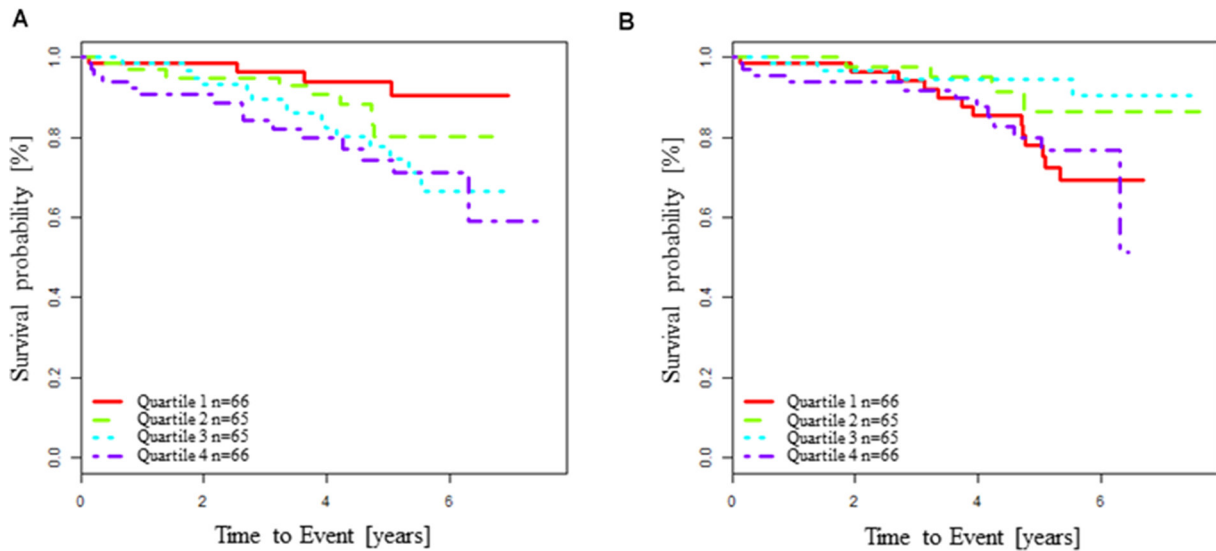 A
Survival probability [%]
1.0
0.8
0.6
0.4
0.2
0.0
Quartile 1 n=66
Quartile 2 n=65
Quartile 3 n=65
Quartile 4 n=66
0 2 4 6
Time to Event [years]
B
Survival probability [%]
1.0
0.8
0.6
0.4
0.2
0.0
Quartile 1 n=66
Quartile 2 n=65
Quartile 3 n=65
Quartile 4 n=66
0 2 4 6
Time to Event [years]